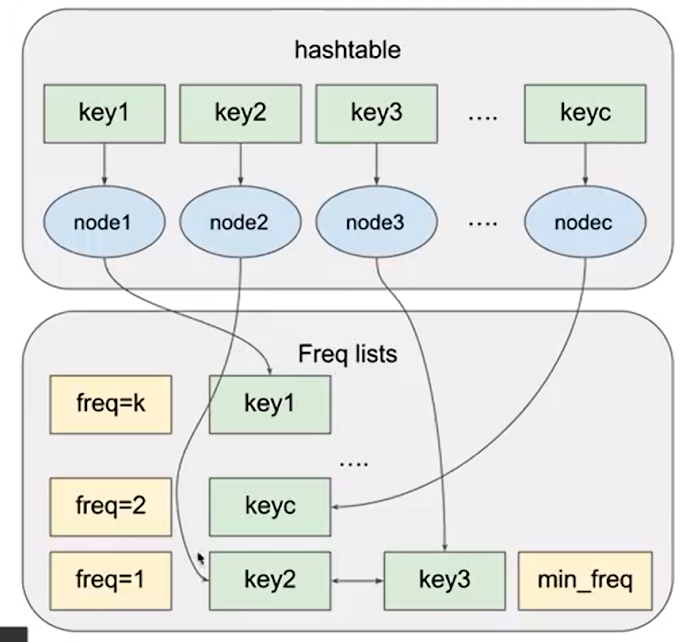 hashtable
key1 key2 key3 .... keyc
node1 node2 node3 .... nodec
Freq lists
freq=k key1
....
freq=2 keyc
freq=1 key2 key3 min_freq